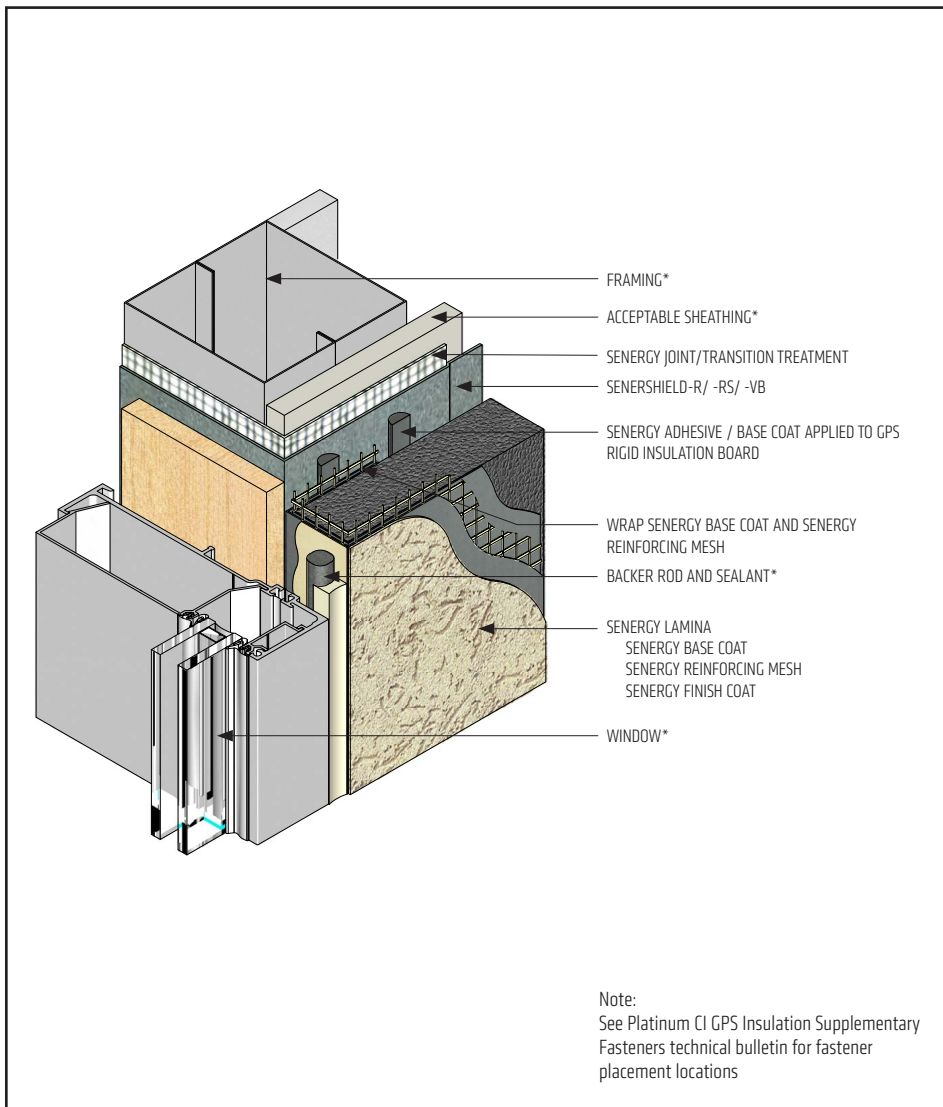 FRAMING*
ACCEPTABLE SHEATHING*
SENERGY JOINT/TRANSITION TREATMENT
SENERSHIELD-R/ -RS/ -VB
SENERGY ADHESIVE / BASE COAT APPLIED TO GPS
RIGID INSULATION BOARD
WRAP SENERGY BASE COAT AND SENERGY
REINFORCING MESH
BACKER ROD AND SEALANT*
SENERGY LAMINA
SENERGY BASE COAT
SENERGY REINFORCING MESH
SENERGY FINISH COAT
WINDOW*
Note:
See Platinum CI GPS Insulation Supplementary
Fasteners technical bulletin for fastener
placement locations